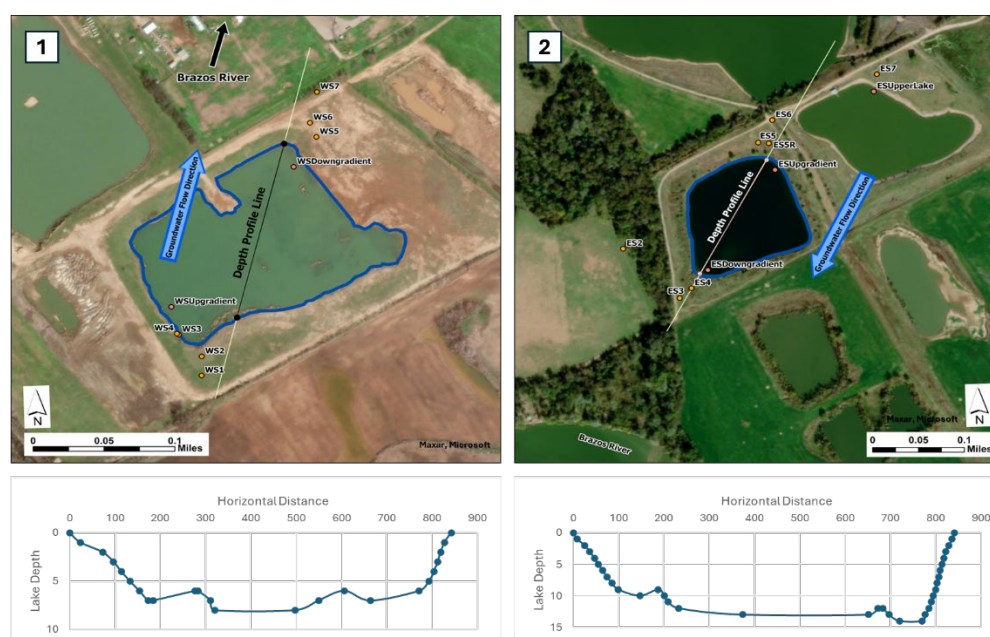 1
Brazos River
WS7
WS6
WS5
WSDowngradient
Groundwater Flow Direction
Depth Profile Line
WSUpgradient
WS4
WS3
WS2
WS1
N
0 0.05 0.1
Miles
Maxar, Microsoft
2
ES7
ESUpperLake
ES6
ES5
ES5R
ESUpgradient
Depth Profile Line
Groundwater Flow Direction
ES2
ESDowngradient
ES4
ES3
Brazos River
Maxar, Microsoft
N
0 0.05 0.1
Miles
Horizontal Distance
0 100 200 300 400 500 600 700 800 900
0
5
10
Lake Depth
Horizontal Distance
0 100 200 300 400 500 600 700 800 900
0
5
10
15
Lake Depth